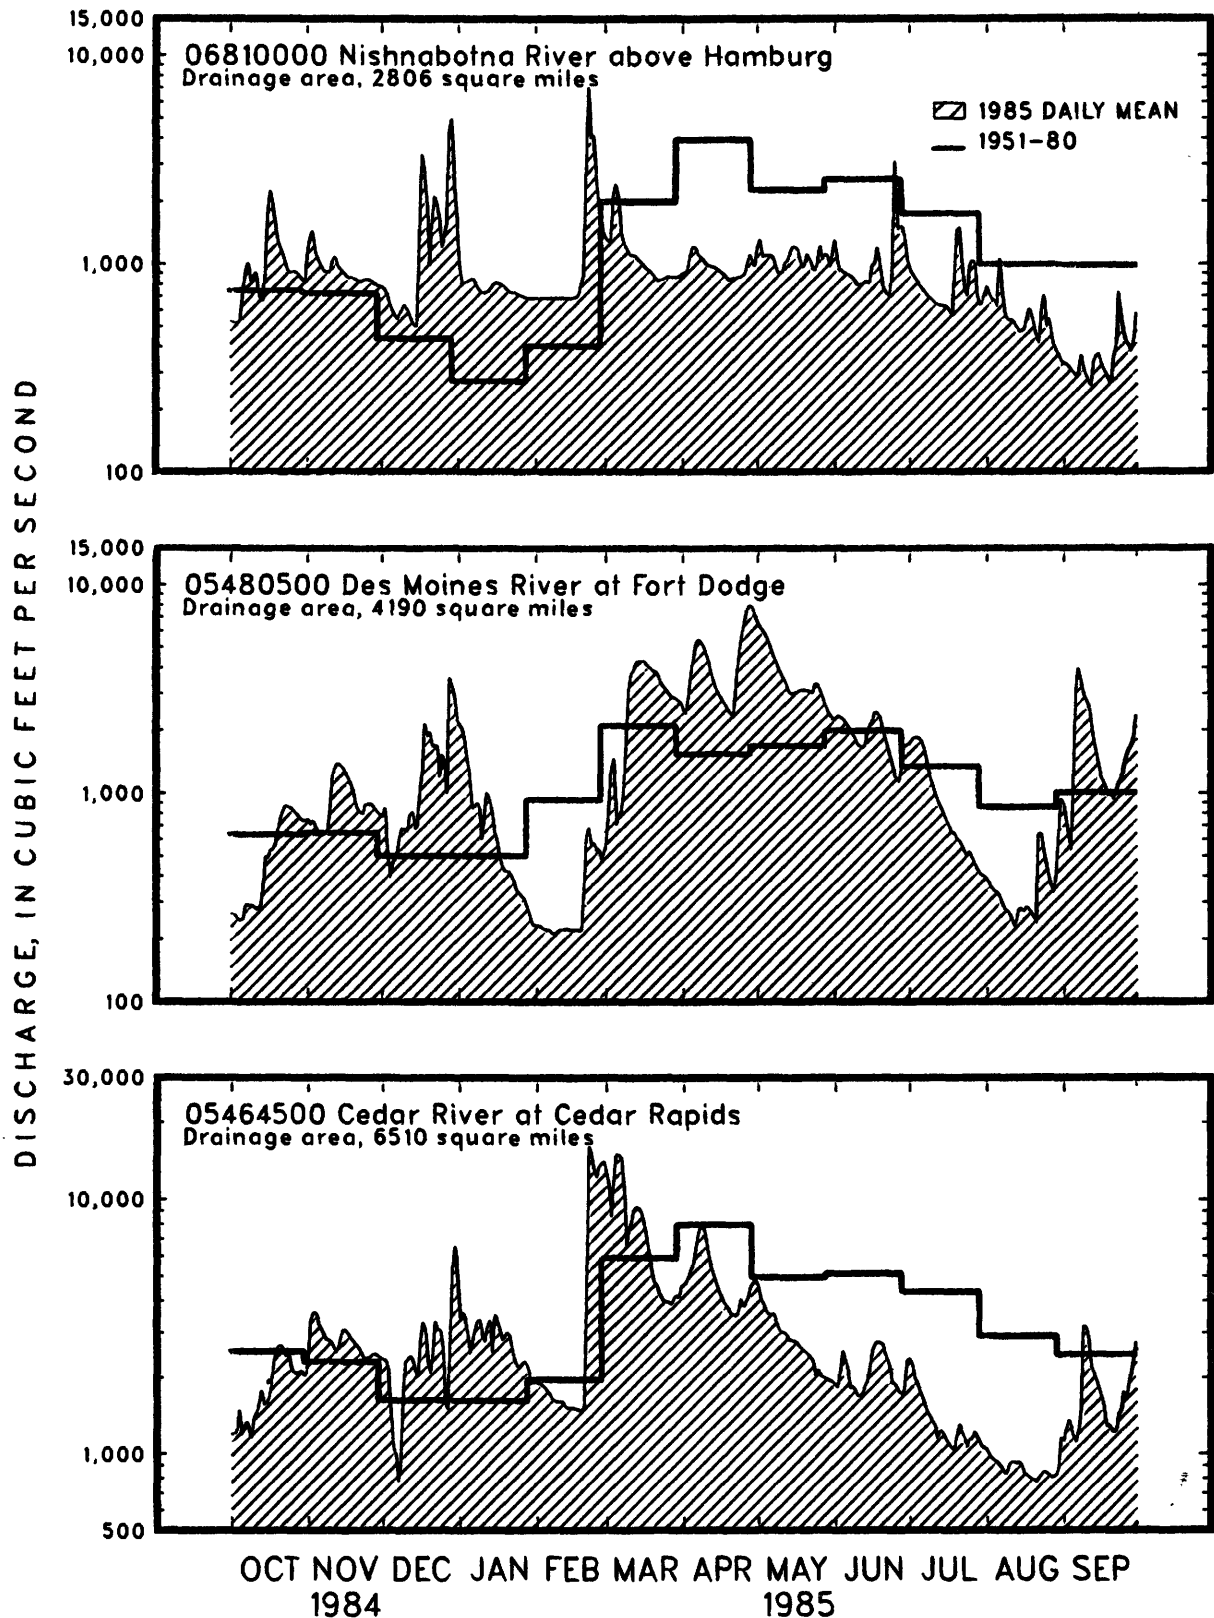 DISCHARGE, IN CUBIC FEET PER SECOND
15,000
10,000
1,000
100
06810000 Nishnabotna River above Hamburg
Drainage area, 2806 square miles
1985 DAILY MEAN
1951-80
15,000
10,000
1,000
100
05480500 Des Moines River at Fort Dodge
Drainage area, 4190 square miles
30,000
10,000
1,000
500
05464500 Cedar River at Cedar Rapids
Drainage area, 6510 square miles
OCT NOV DEC JAN FEB MAR APR MAY JUN JUL AUG SEP
1984 1985